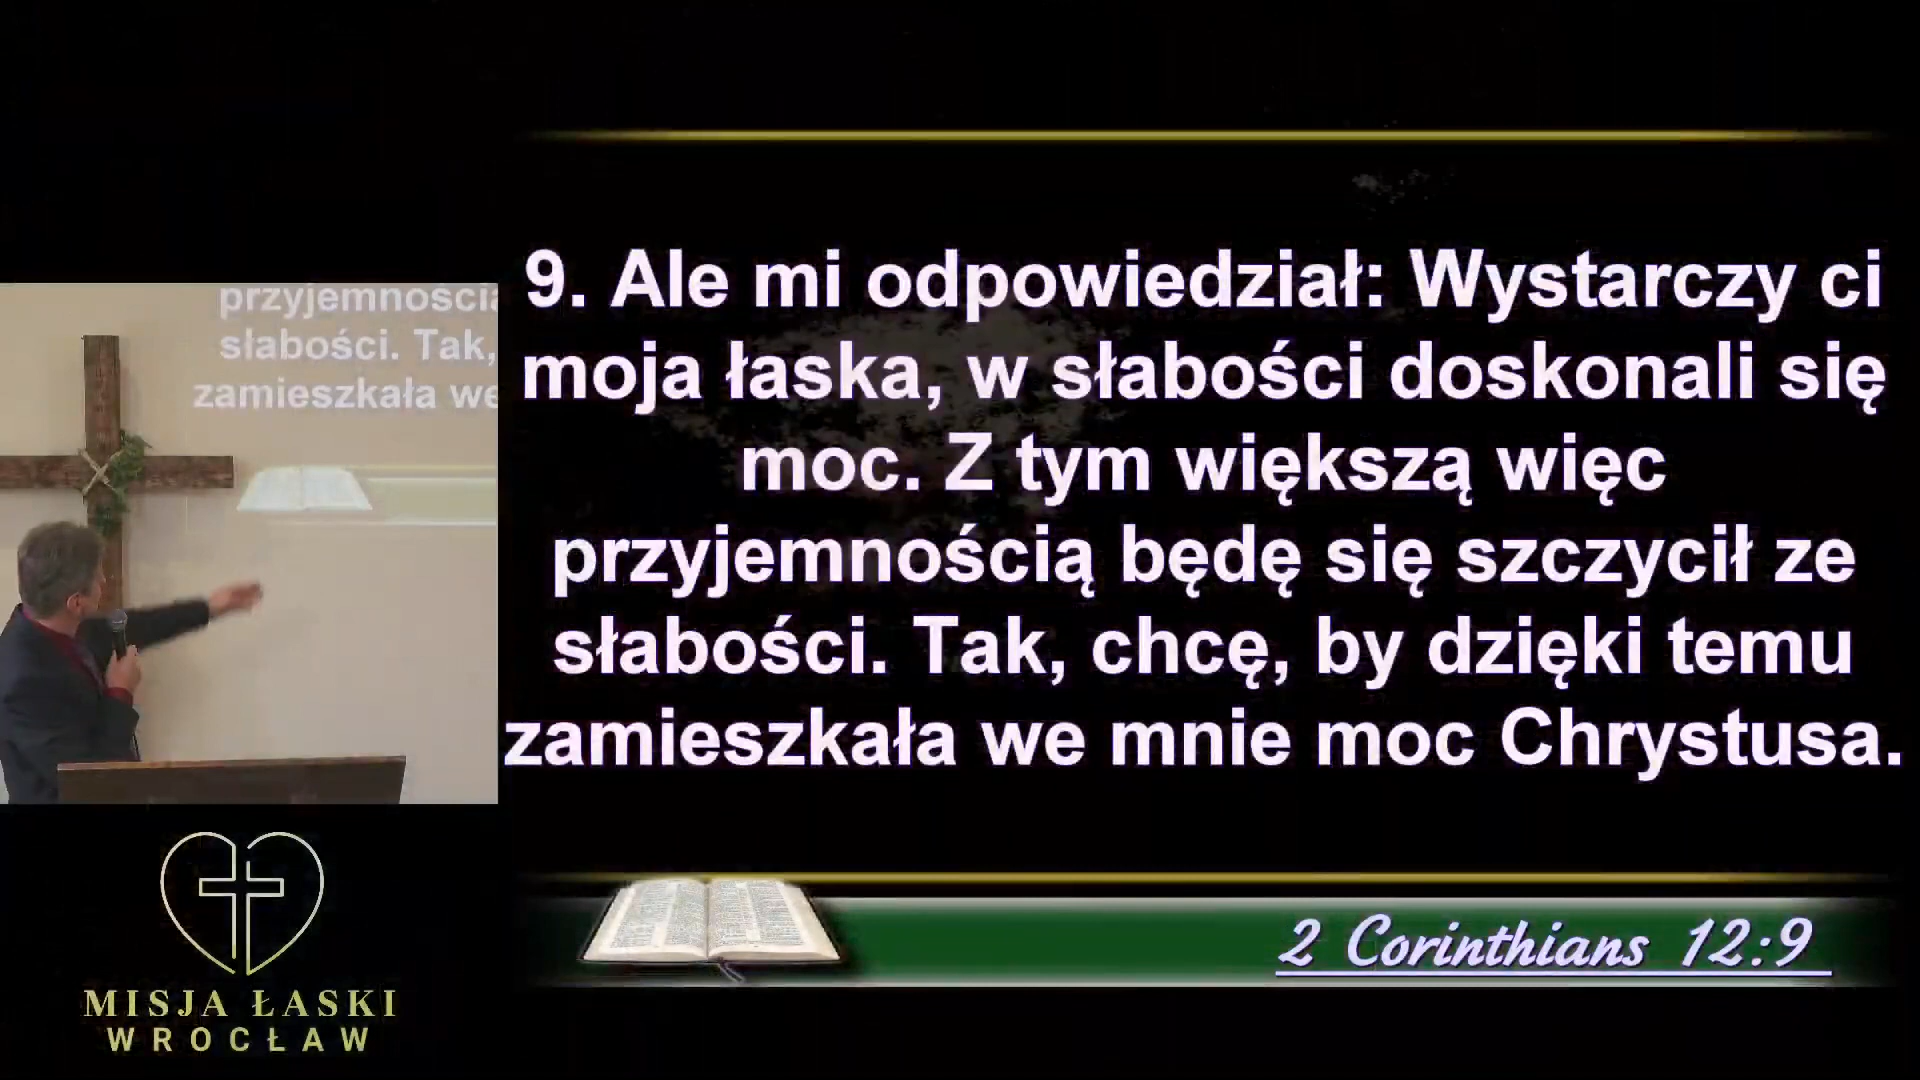 przyjemnością
słabości. Tak,
zamieszkała we
9. Ale mi odpowiedział: Wystarczy ci
moja łaska, w słabości doskonali się
moc. Z tym większą więc
przyjemnością będę się szczycił ze
słabości. Tak, chcę, by dzięki temu
zamieszkała we mnie moc Chrystusa.
2 Corinthians 12:9
MISJA ŁASKI
WROCŁAW